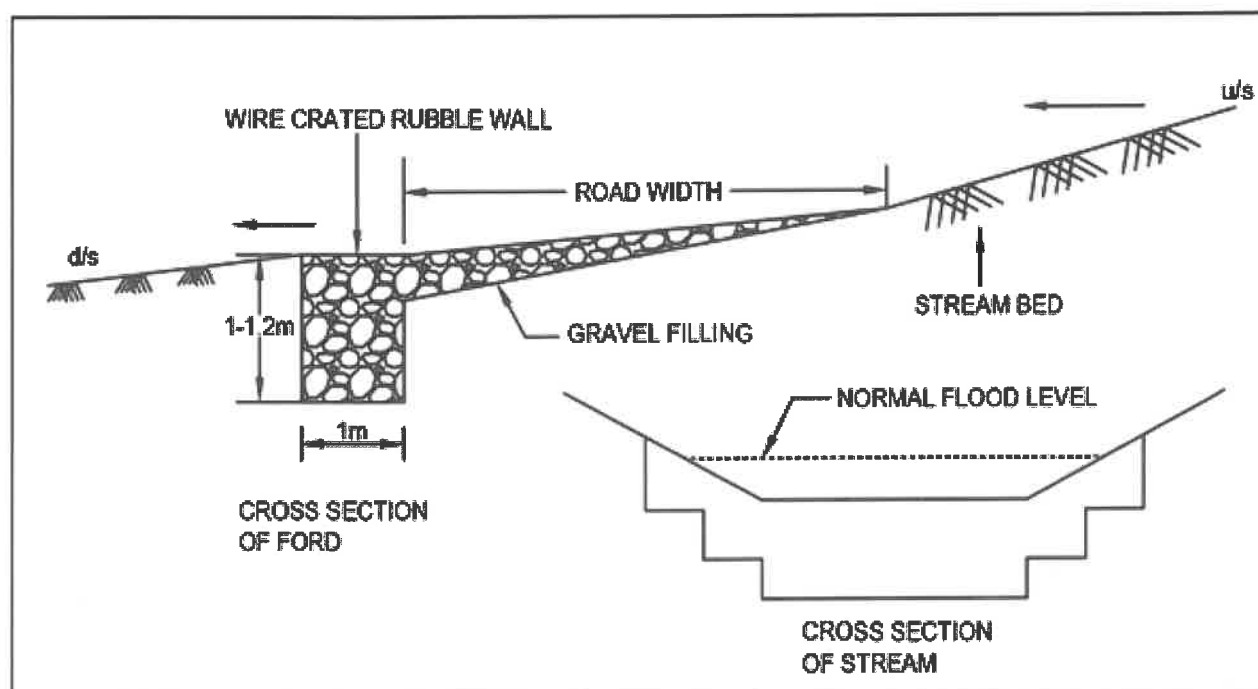 u/s
WIRE CRATED RUBBLE WALL
ROAD WIDTH
d/s
STREAM BED
1-1.2m
GRAVEL FILLING
NORMAL FLOOD LEVEL
1m
CROSS SECTION
OF FORD
CROSS SECTION
OF STREAM